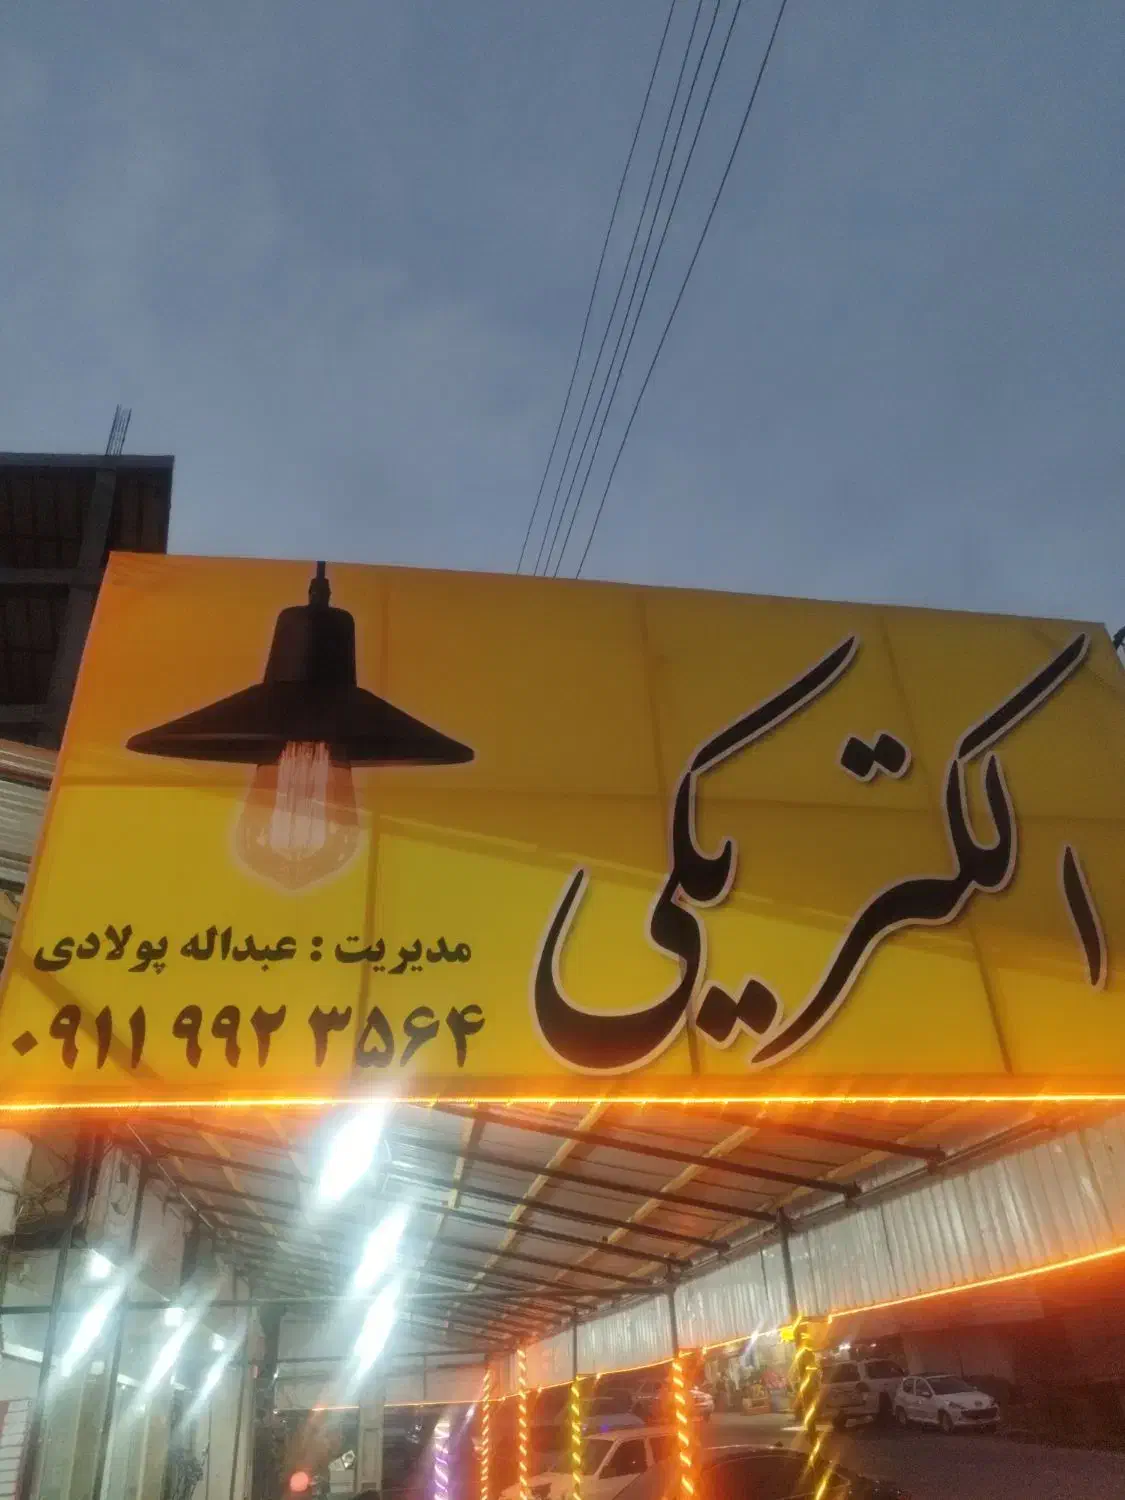 الکتریکی
مدیریت : عبداله پولادی
۰۹۱۱ ۹۹۲ ۳۵۶۴